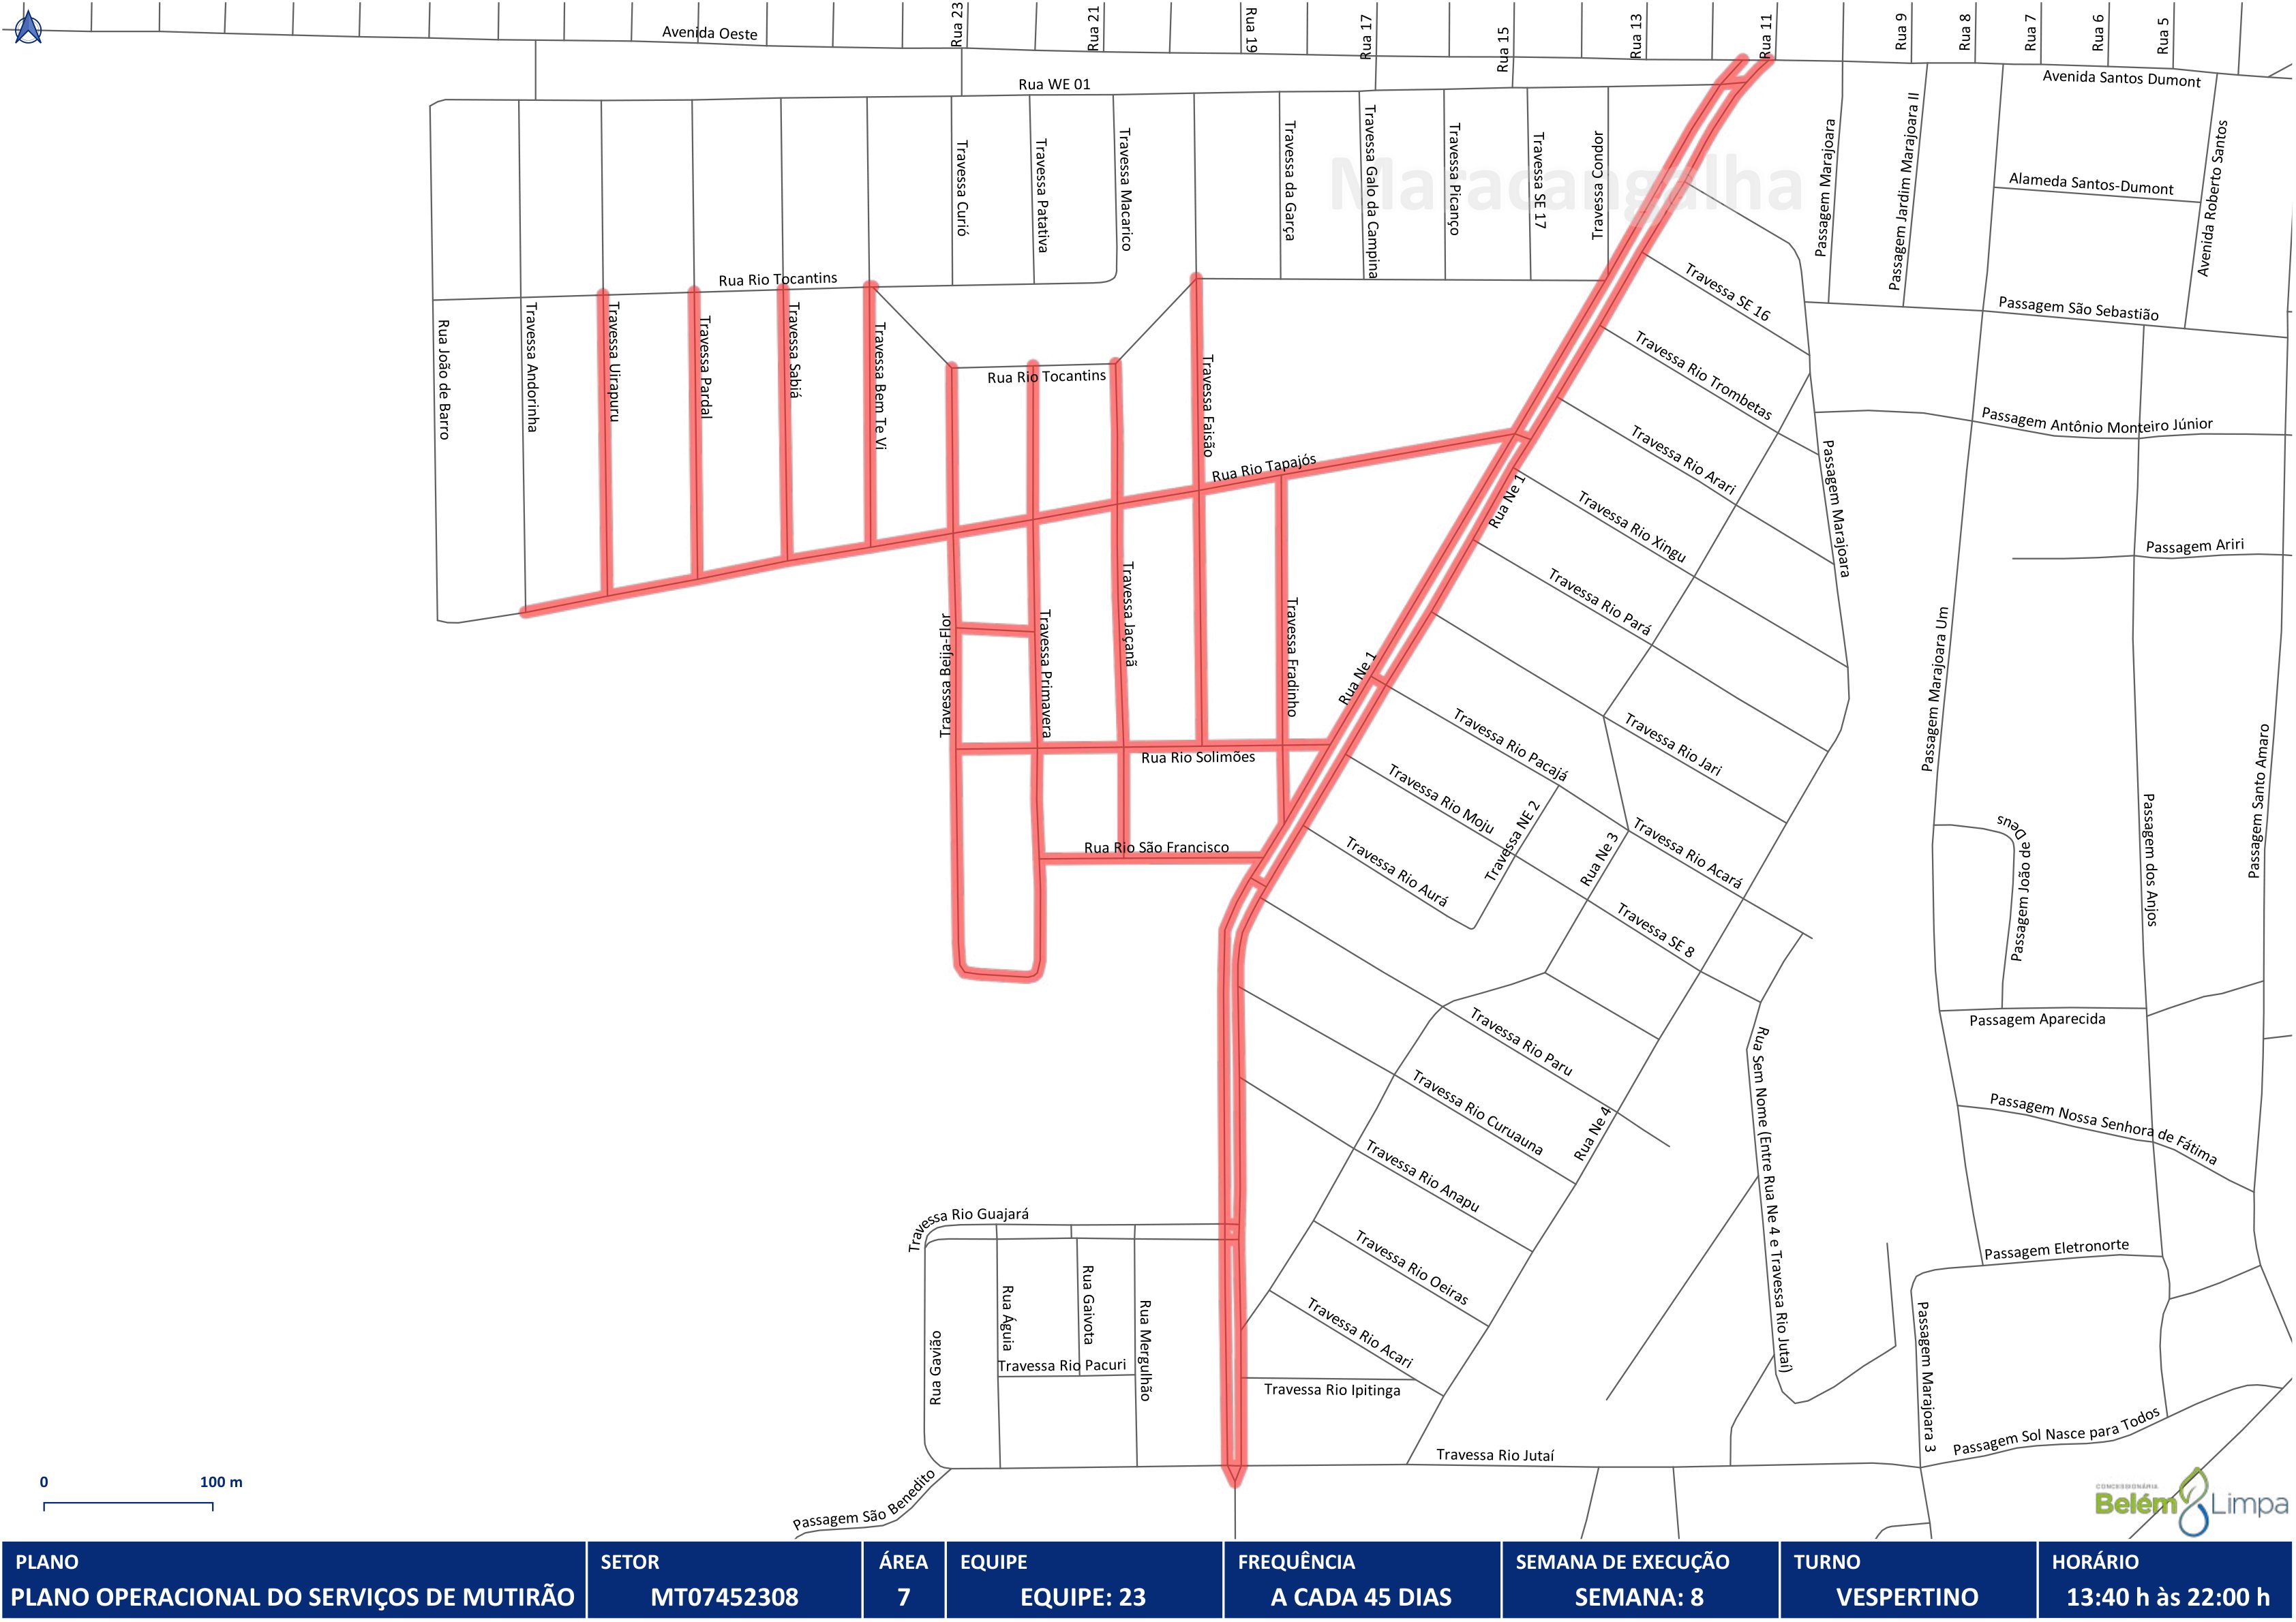 Rua 23
Rua 21
Rua 19
Rua 17
Rua 15
Rua 13
Rua 11
Rua 9
Rua 8
Rua 7
Rua 6
Rua 5
Avenida Oeste
Avenida Santos Dumont
Rua WE 01
Maracangalha
Travessa Curió
Travessa Patativa
Travessa Macarico
Travessa da Garça
Travessa Galo da Campina
Travessa Picanço
Travessa SE 17
Travessa Condor
Passagem Marajoara
Passagem Jardim Marajoara II
Alameda Santos-Dumont
Avenida Roberto Santos
Rua Rio Tocantins
Travessa SE 16
Passagem São Sebastião
Rua João de Barro
Travessa Andorinha
Travessa Uirapuru
Travessa Pardal
Travessa Sabiá
Travessa Bem Te Vi
Rua Rio Tocantins
Travessa Faisão
Travessa Rio Trombetas
Passagem Antônio Monteiro Júnior
Rua Rio Tapajós
Travessa Rio Arari
Passagem Marajoara
Rua Ne 1
Travessa Rio Xingu
Passagem Ariri
Travessa Rio Pará
Travessa Beija-Flor
Travessa Primavera
Travessa Jaçanã
Travessa Fradinho
Rua Ne 1
Passagem Marajoara Um
Travessa Rio Pacajá
Travessa Rio Jari
Passagem Santo Amaro
Rua Rio Solimões
Travessa Rio Moju
Travessa NE 2
Rua Ne 3
Travessa Rio Acará
Passagem João de Deus
Passagem dos Anjos
Rua Rio São Francisco
Travessa Rio Aurá
Travessa SE 8
Travessa Rio Paru
Passagem Aparecida
Rua Sem Nome (Entre Rua Ne 4 e Travessa Rio Jutaí)
Travessa Rio Curuauna
Rua Ne 4
Passagem Nossa Senhora de Fátima
Travessa Rio Anapu
Travessa Rio Guajará
Passagem Eletronorte
Travessa Rio Oeiras
Rua Gavião
Rua Águia
Rua Gaivota
Rua Mergulhão
Travessa Rio Acari
Travessa Rio Pacuri
Travessa Rio Ipitinga
Passagem Marajoara 3
Passagem Sol Nasce para Todos
Travessa Rio Jutaí
Passagem São Benedito
0 100 m
CONCESSIONÁRIA
Belém Limpa
PLANO
PLANO OPERACIONAL DO SERVIÇOS DE MUTIRÃO
SETOR
MT07452308
ÁREA
7
EQUIPE
EQUIPE: 23
FREQUÊNCIA
A CADA 45 DIAS
SEMANA DE EXECUÇÃO
SEMANA: 8
TURNO
VESPERTINO
HORÁRIO
13:40 h às 22:00 h